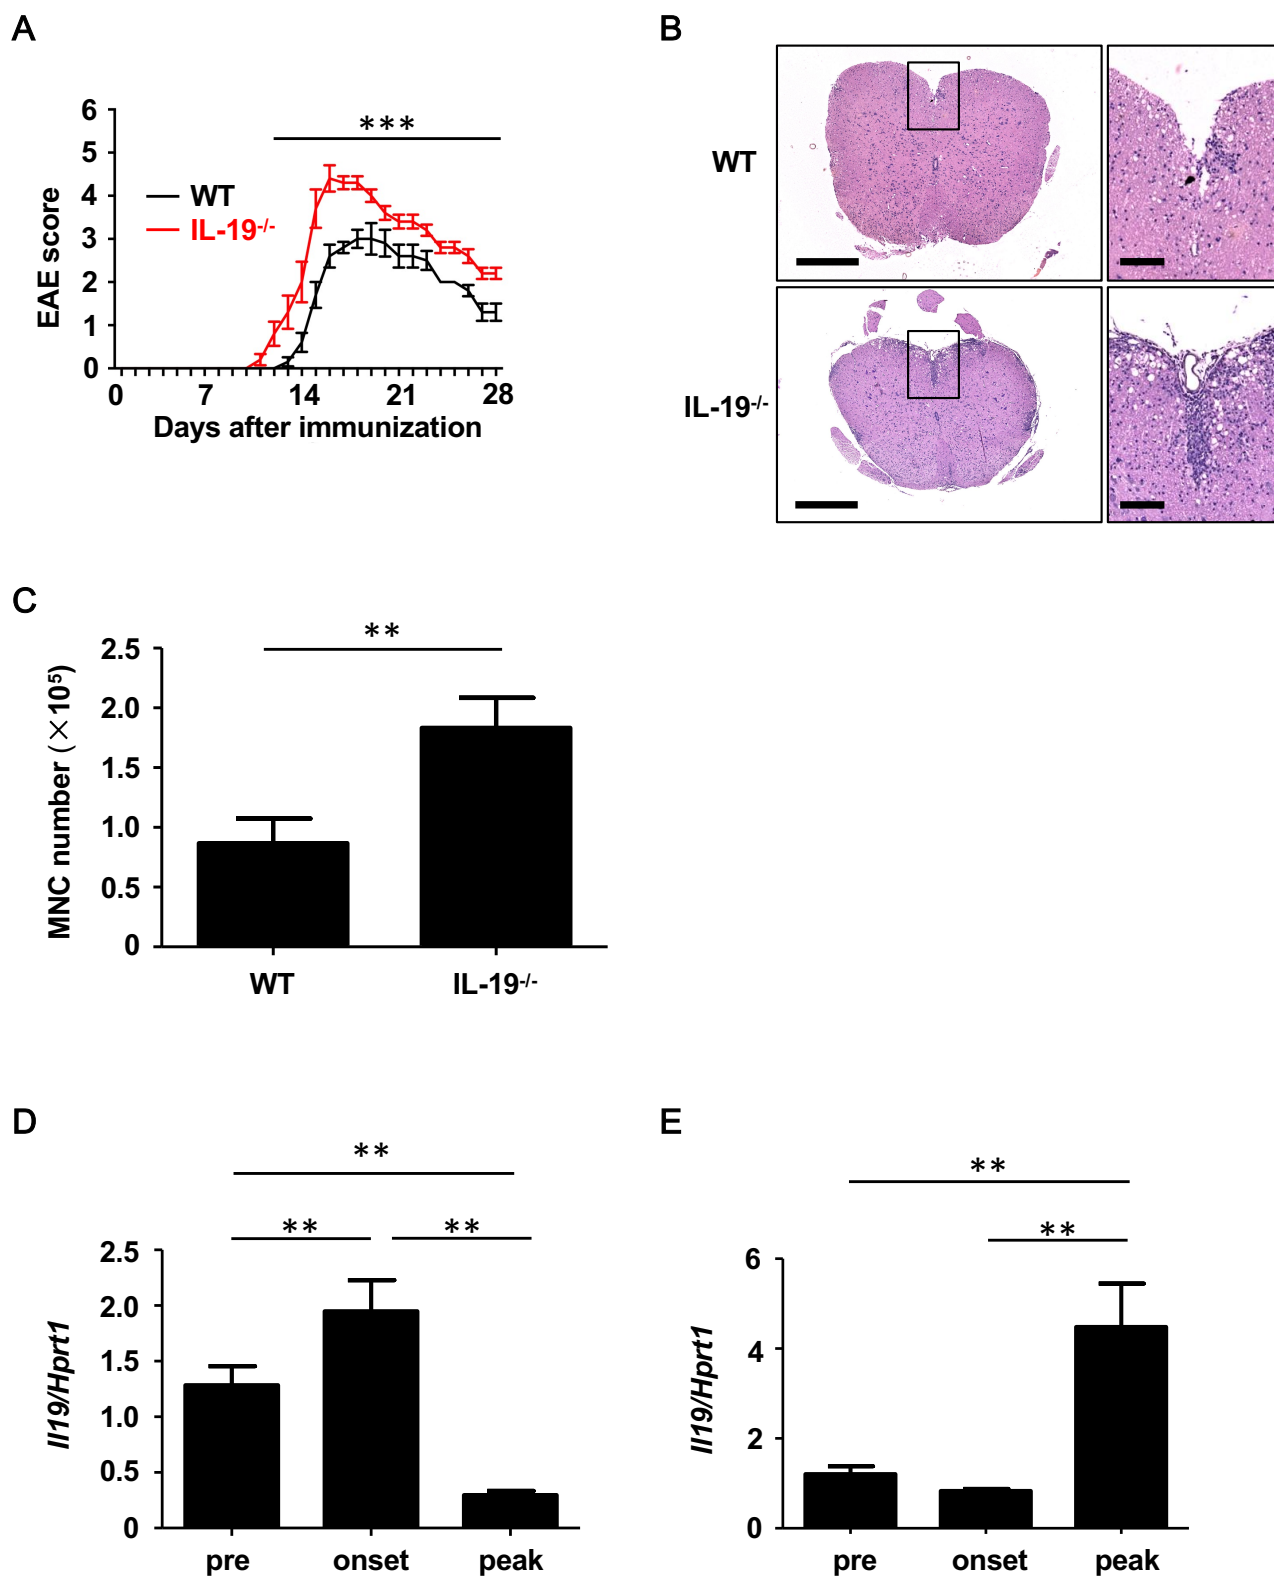 A
6
5
4
3
2
1
0
EAE score
***
WT
IL-19-/-
0 7 14 21 28
Days after immunization
B
WT
IL-19-/-
C
**
2.5
2.0
1.5
1.0
0.5
0
MNC number (×10⁵)
WT IL-19-/-
D
**
** **
2.5
2.0
1.5
1.0
0.5
0
Il19/Hprt1
pre onset peak
E
**
**
6
4
2
0
Il19/Hprt1
pre onset peak